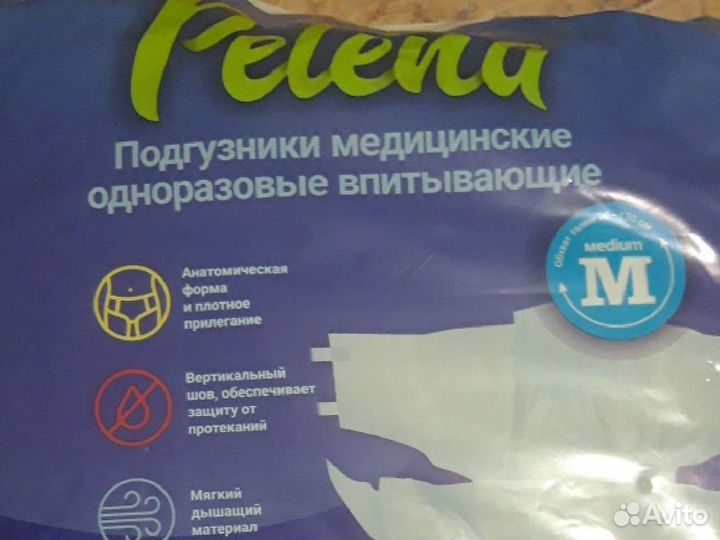 Pelena
Подгузники медицинские
одноразовые впитывающие
medium
M
Анатомическая
форма
и плотное
прилегание
Вертикальный
шов, обеспечивает
защиту от
протеканий
Мягкий
дышащий
материал
Avito